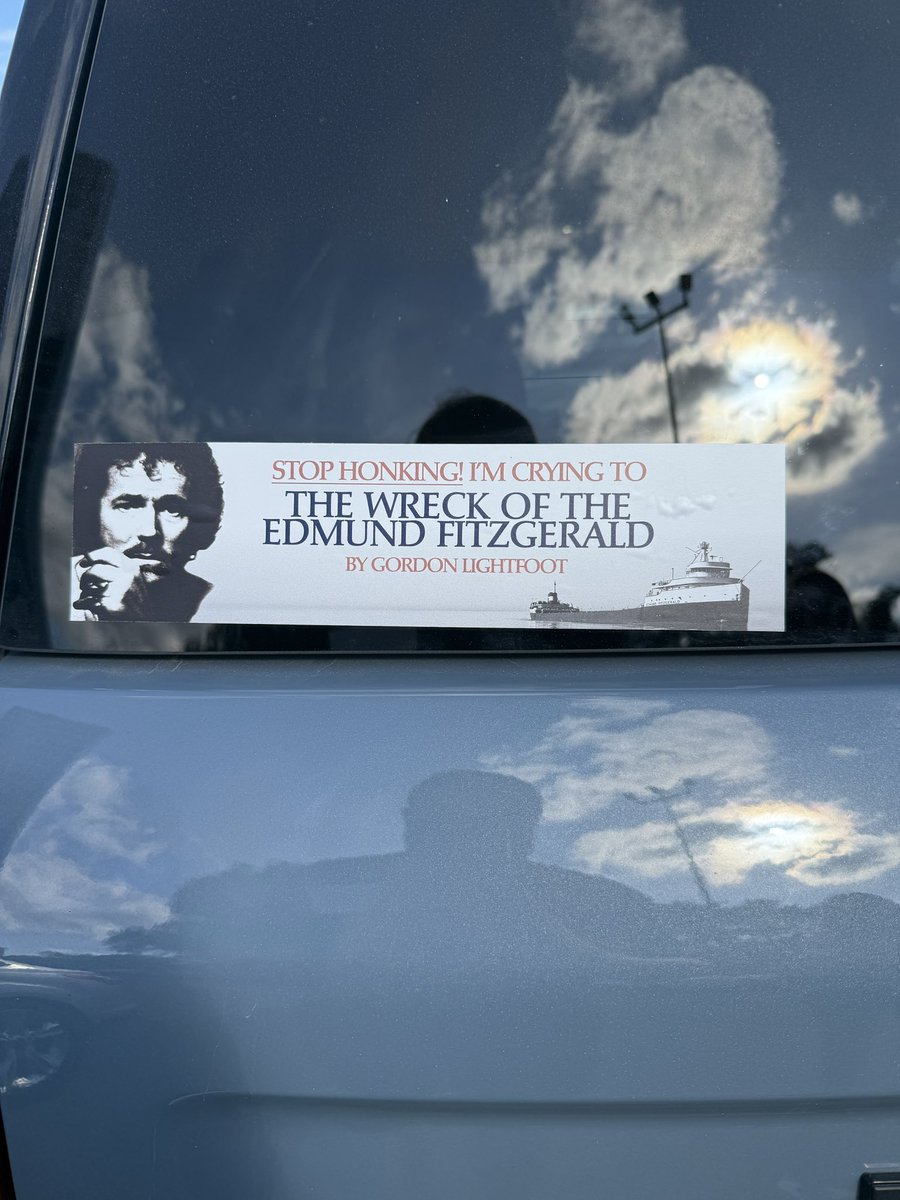 STOP HONKING! I'M CRYING TO
THE WRECK OF THE
EDMUND FITZGERALD
BY GORDON LIGHTFOOT